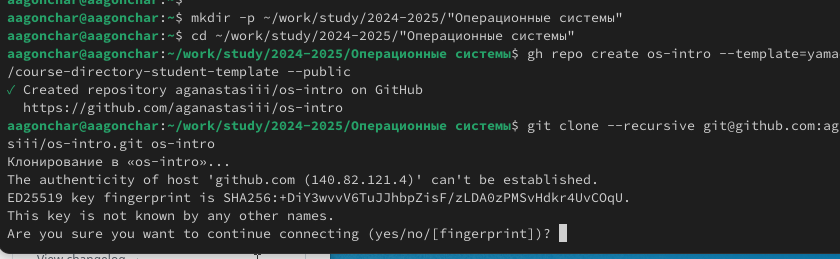 aagonchar@aagonchar:~$
aagonchar@aagonchar:~$ mkdir -p ~/work/study/2024-2025/"Операционные системы"
aagonchar@aagonchar:~$ cd ~/work/study/2024-2025/"Операционные системы"
aagonchar@aagonchar:~/work/study/2024-2025/Операционные системы$ gh repo create os-intro --template=yama
/course-directory-student-template --public
✓ Created repository aganastasiii/os-intro on GitHub
https://github.com/aganastasiii/os-intro
aagonchar@aagonchar:~/work/study/2024-2025/Операционные системы$ git clone --recursive git@github.com:ag
siii/os-intro.git os-intro
Клонирование в «os-intro»...
The authenticity of host 'github.com (140.82.121.4)' can't be established.
ED25519 key fingerprint is SHA256:+DiY3wvvV6TuJJhbpZisF/zLDA0zPMSvHdkr4UvCOqU.
This key is not known by any other names.
Are you sure you want to continue connecting (yes/no/[fingerprint])?
View changelog